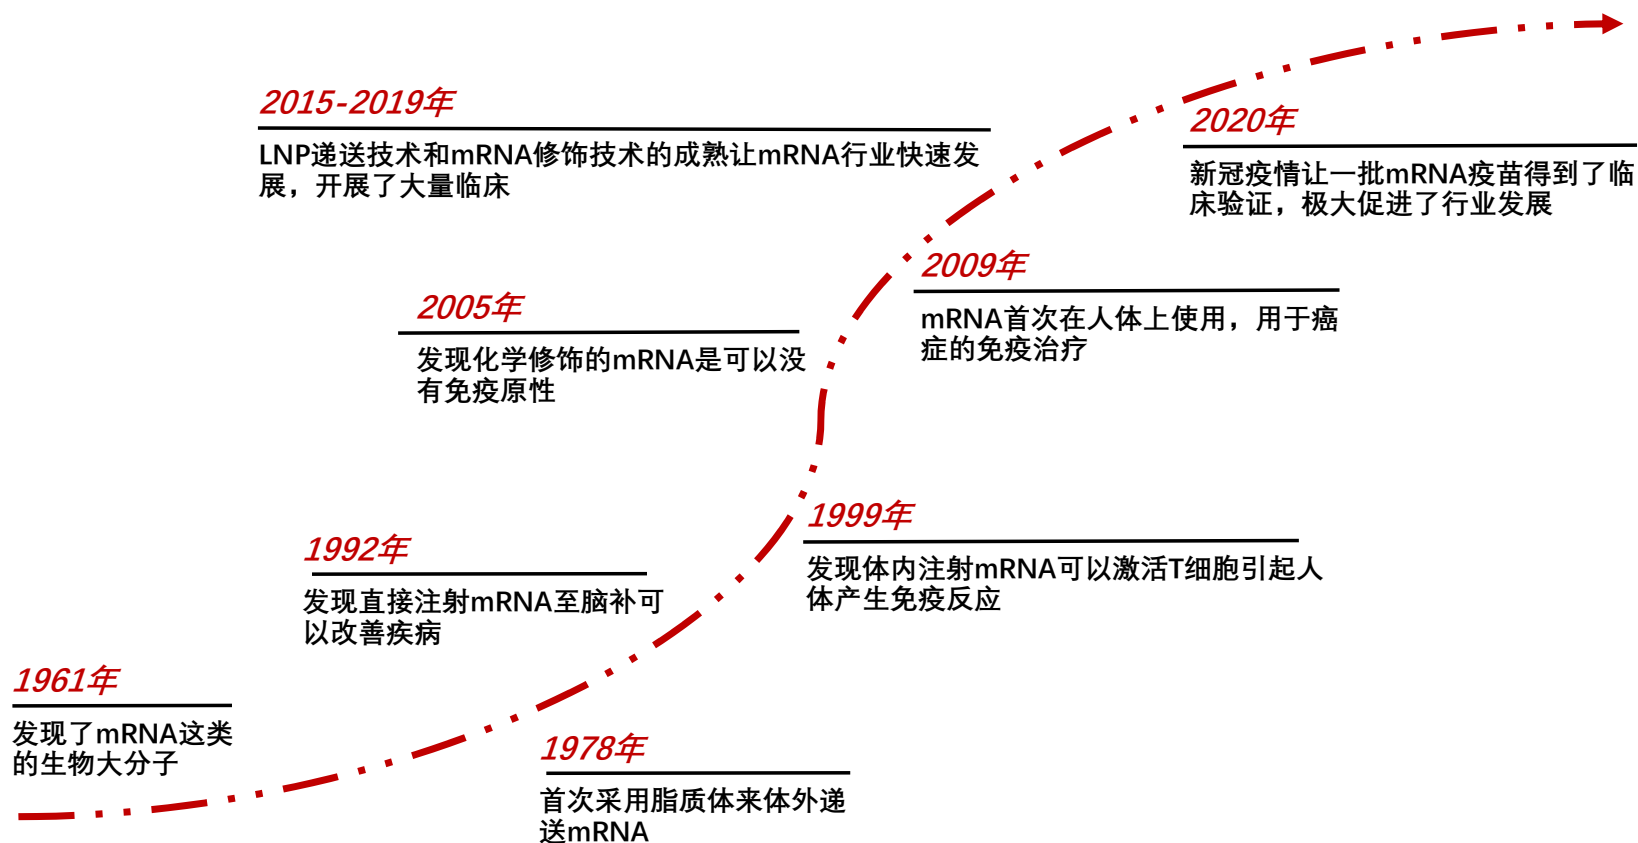 2015-2019年
LNP递送技术和mRNA修饰技术的成熟让mRNA行业快速发
展，开展了大量临床
2020年
新冠疫情让一批mRNA疫苗得到了临
床验证，极大促进了行业发展
2009年
mRNA首次在人体上使用，用于癌
症的免疫治疗
2005年
发现化学修饰的mRNA是可以没
有免疫原性
1999年
发现体内注射mRNA可以激活T细胞引起人
体产生免疫反应
1992年
发现直接注射mRNA至脑补可
以改善疾病
1961年
发现了mRNA这类
的生物大分子
1978年
首次采用脂质体来体外递
送mRNA